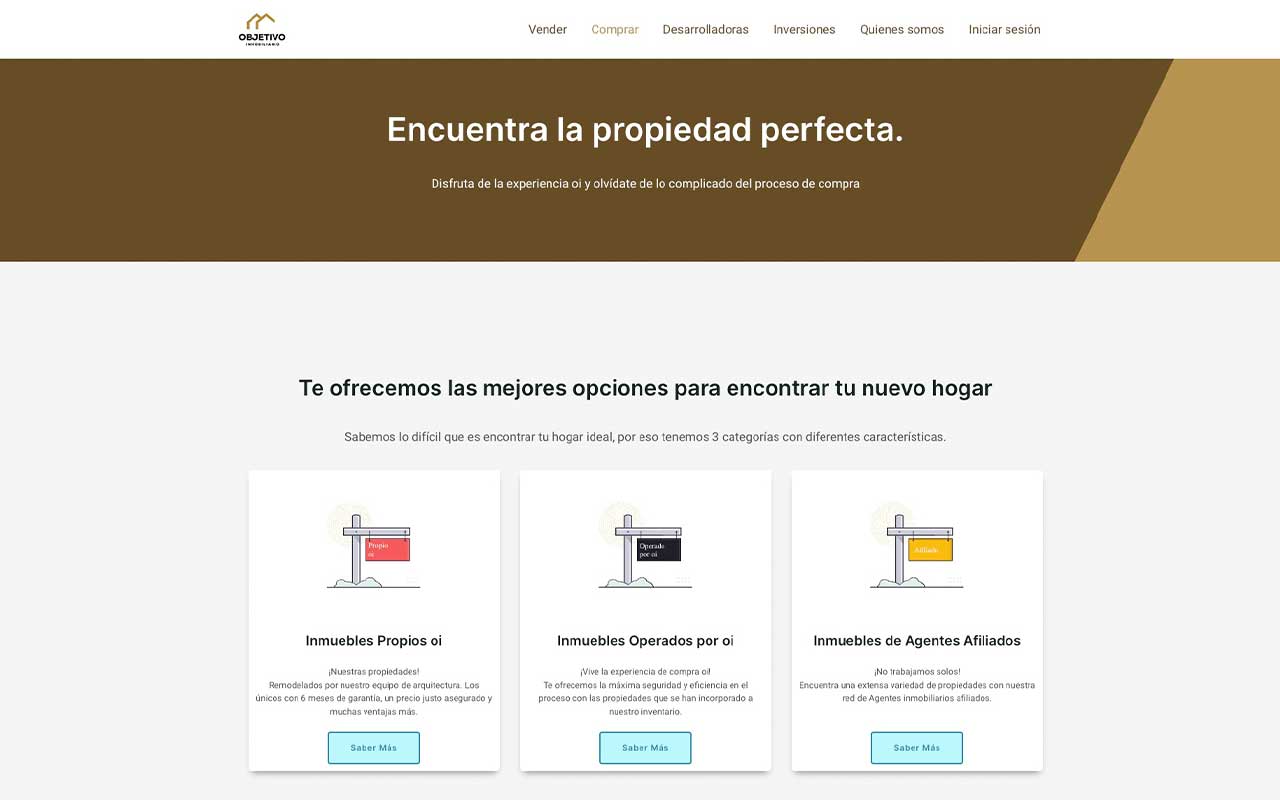 OBJETIVO
INMOBILIARIO
Vender
Comprar
Desarrolladoras
Inversiones
Quienes somos
Iniciar sesión
Encuentra la propiedad perfecta.
Disfruta de la experiencia oi y olvídate de lo complicado del proceso de compra
Te ofrecemos las mejores opciones para encontrar tu nuevo hogar
Sabemos lo difícil que es encontrar tu hogar ideal, por eso tenemos 3 categorías con diferentes características.
Propio
oi
Inmuebles Propios oi
¡Nuestras propiedades!
Remodelados por nuestro equipo de arquitectura. Los
únicos con 6 meses de garantía, un precio justo asegurado y
muchas ventajas más.
Saber Más
Operado
por oi
Inmuebles Operados por oi
¡Vive la experiencia de compra oi!
Te ofrecemos la máxima seguridad y eficiencia en el
proceso con las propiedades que se han incorporado a
nuestro inventario.
Saber Más
Afiliado
Inmuebles de Agentes Afiliados
¡No trabajamos solos!
Encuentra una extensa variedad de propiedades con nuestra
red de Agentes inmobiliarios afiliados.
Saber Más